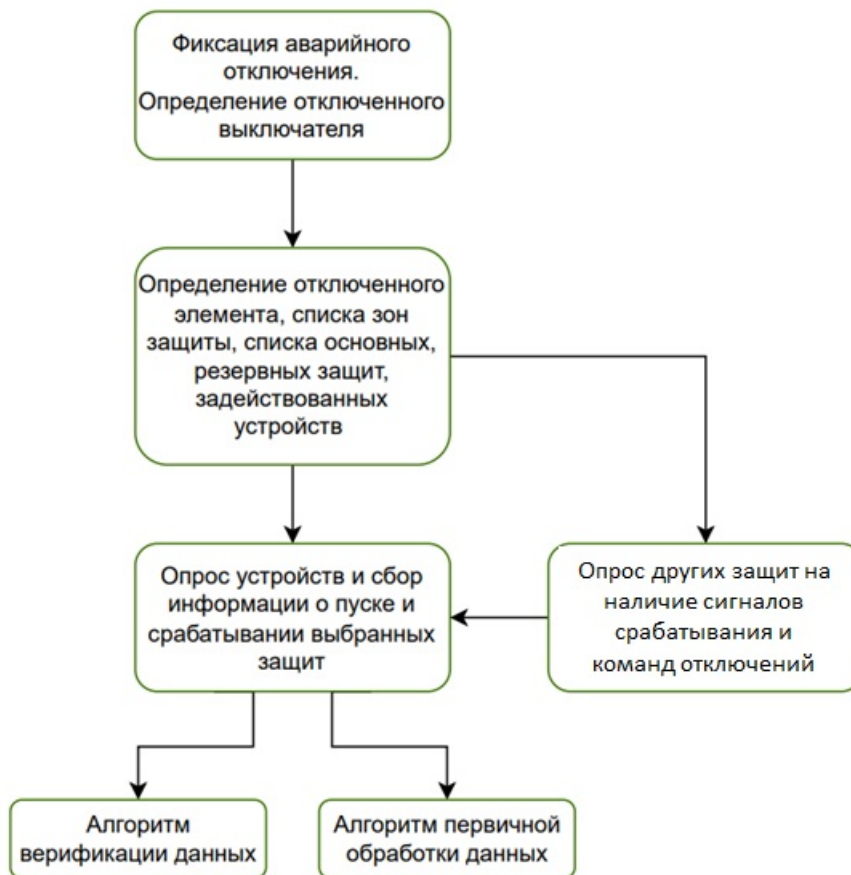 Фиксация аварийного
отключения.
Определение отключенного
выключателя
Определение отключенного
элемента, списка зон
защиты, списка основных,
резервных защит,
задействованных
устройств
Опрос устройств и сбор
информации о пуске и
срабатывании выбранных
защит
Опрос других защит на
наличие сигналов
срабатывания и
команд отключений
Алгоритм
верификации данных
Алгоритм первичной
обработки данных